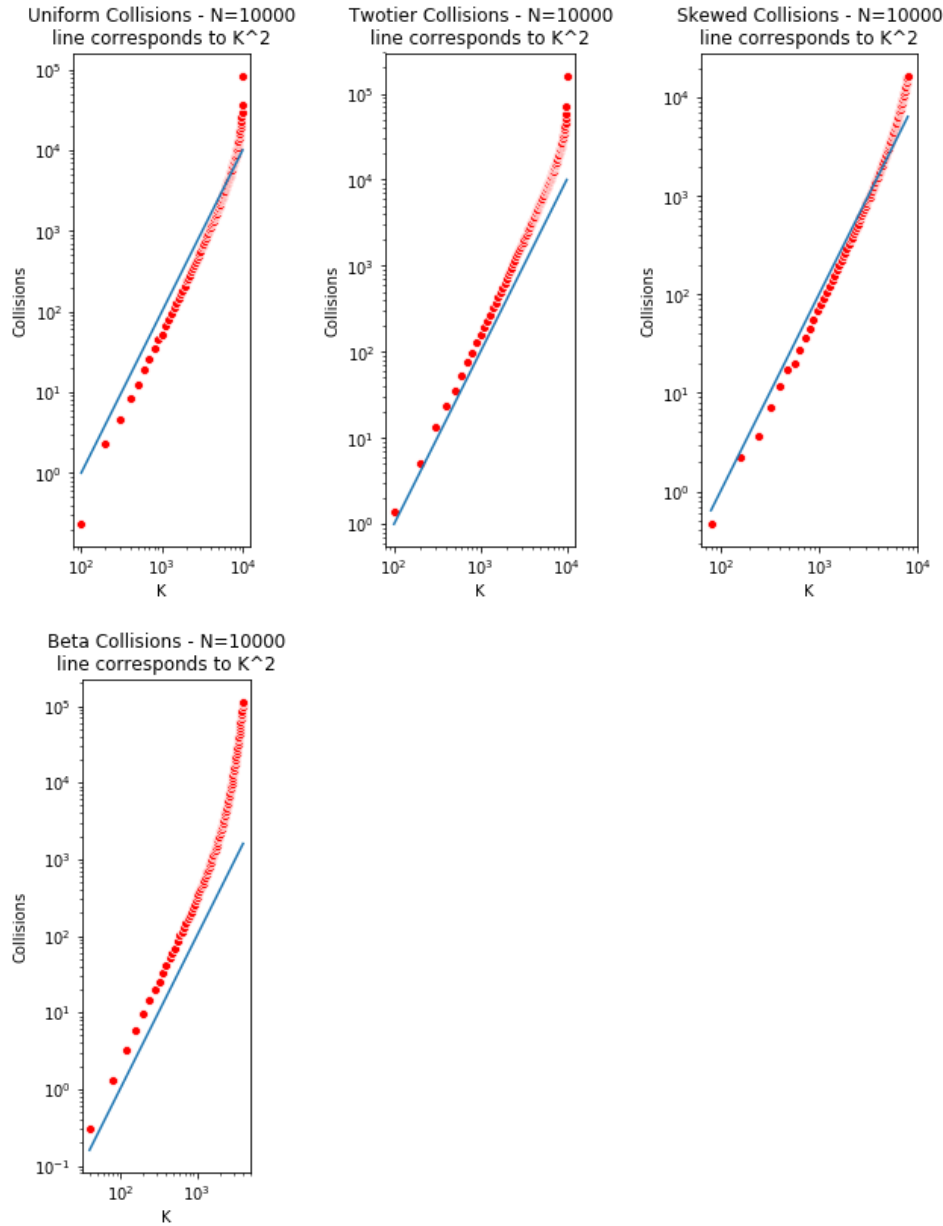 Uniform Collisions - N=10000
line corresponds to K^2
Collisions
10^5
10^4
10^3
10^2
10^1
10^0
10^2
10^3
10^4
K
Twotier Collisions - N=10000
line corresponds to K^2
Collisions
10^5
10^4
10^3
10^2
10^1
10^0
10^2
10^3
10^4
K
Skewed Collisions - N=10000
line corresponds to K^2
Collisions
10^4
10^3
10^2
10^1
10^0
10^2
10^3
10^4
K
Beta Collisions - N=10000
line corresponds to K^2
Collisions
10^5
10^4
10^3
10^2
10^1
10^0
10^-1
10^2
10^3
K